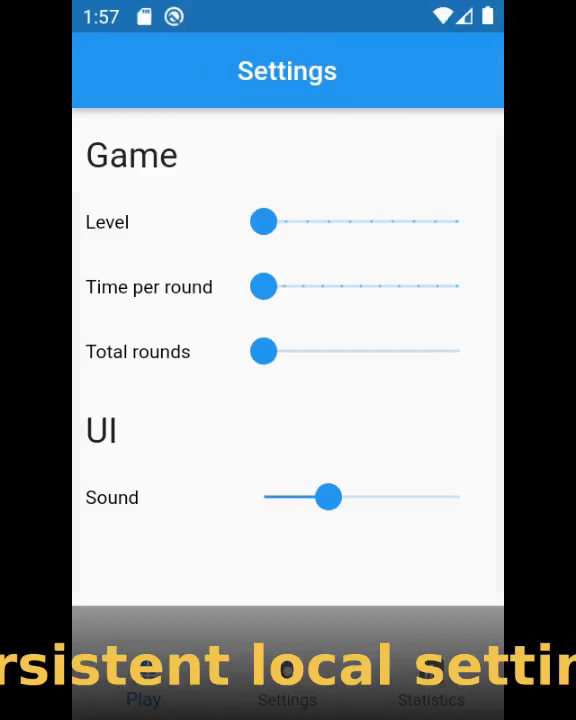 1:57
Settings
Game
Level
Time per round
Total rounds
UI
Sound
rsistent local settin
Play
Settings
Statistics